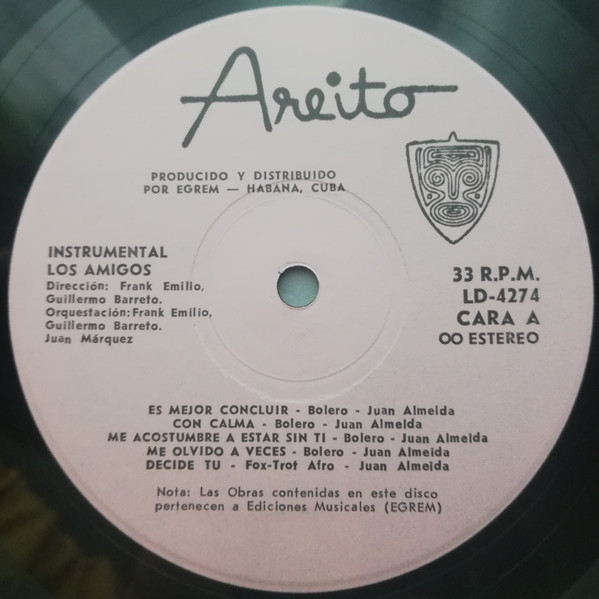 Areito
PRODUCIDO Y DISTRIBUIDO
POR EGREM — HABANA, CUBA
INSTRUMENTAL
LOS AMIGOS
Dirección: Frank Emilio,
Guillermo Barreto.
Orquestación: Frank Emilio,
Guillermo Barreto.
Juan Márquez
33 R.P.M.
LD-4274
CARA A
OO ESTEREO
ES MEJOR CONCLUIR - Bolero - Juan Almeida
CON CALMA - Bolero - Juan Almeida
ME ACOSTUMBRE A ESTAR SIN TI - Bolero - Juan Almeida
ME OLVIDO A VECES - Bolero - Juan Almeida
DECIDE TU - Fox-Trot Afro - Juan Almeida
Nota: Las Obras contenidas en este disco
pertenecen a Ediciones Musicales (EGREM)